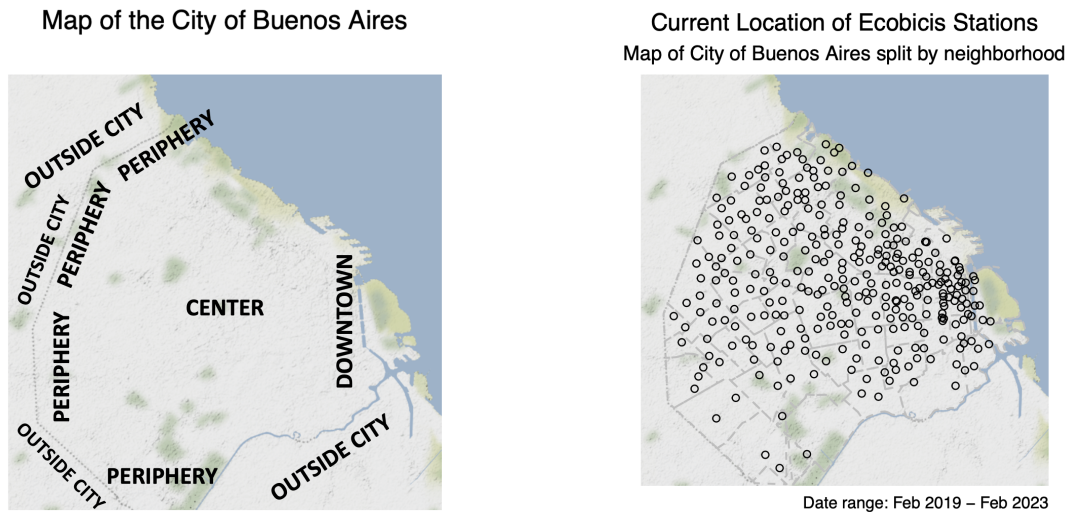 Map of the City of Buenos Aires
OUTSIDE CITY
PERIPHERY
OUTSIDE CITY
PERIPHERY
CENTER
DOWNTOWN
PERIPHERY
OUTSIDE CITY
PERIPHERY
OUTSIDE CITY
Current Location of Ecobicis Stations
Map of City of Buenos Aires split by neighborhood
Date range: Feb 2019 – Feb 2023